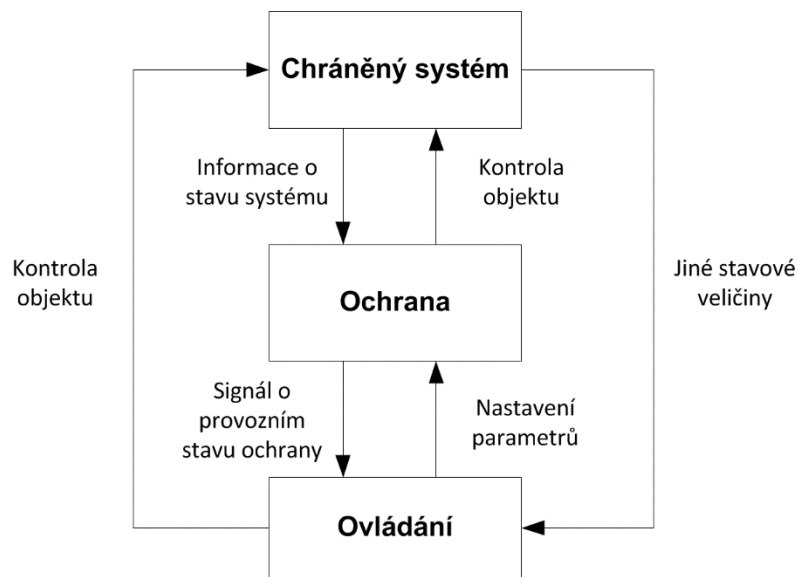 Chráněný systém
Informace o
stavu systému
Kontrola
objektu
Kontrola
objektu
Jiné stavové
veličiny
Ochrana
Signál o
provozním
stavu ochrany
Nastavení
parametrů
Ovládání